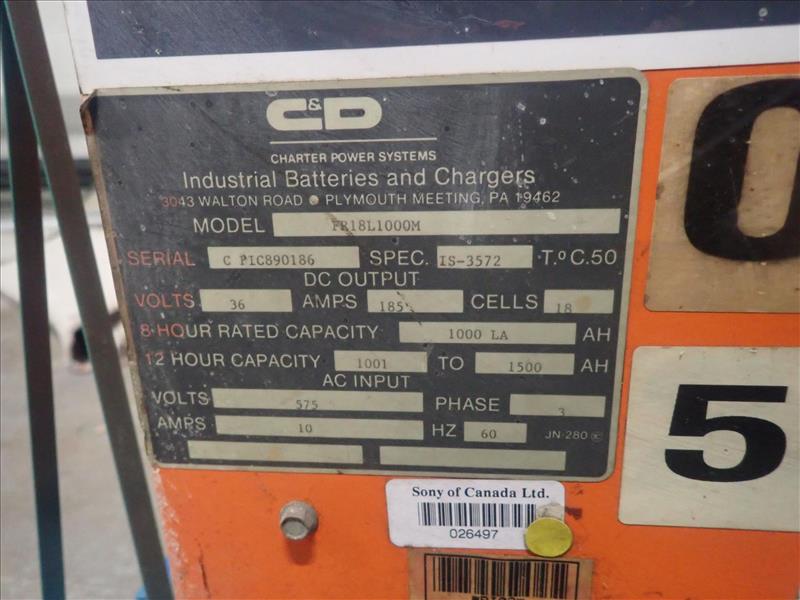 C&D
CHARTER POWER SYSTEMS
Industrial Batteries and Chargers
3043 WALTON ROAD • PLYMOUTH MEETING, PA 19462
MODEL FR18L1000M
SERIAL C PIC890186 SPEC. IS-3572 T.º C.50
DC OUTPUT
VOLTS 36 AMPS 185 CELLS 18
8-HOUR RATED CAPACITY 1000 LA AH
12 HOUR CAPACITY 1001 TO 1500 AH
AC INPUT
VOLTS 575 PHASE 3
AMPS 10 HZ 60 JN-280
0
5
Sony of Canada Ltd.
026497